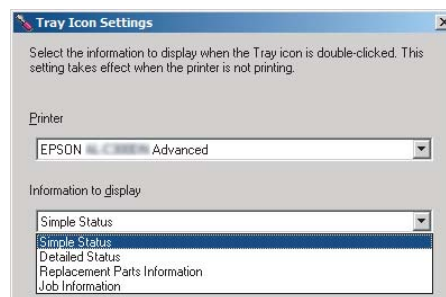 Tray Icon Settings
Select the information to display when the Tray icon is double-clicked. This
setting takes effect when the printer is not printing.
Printer
EPSON Advanced
Information to display
Simple Status
Simple Status
Detailed Status
Replacement Parts Information
Job Information